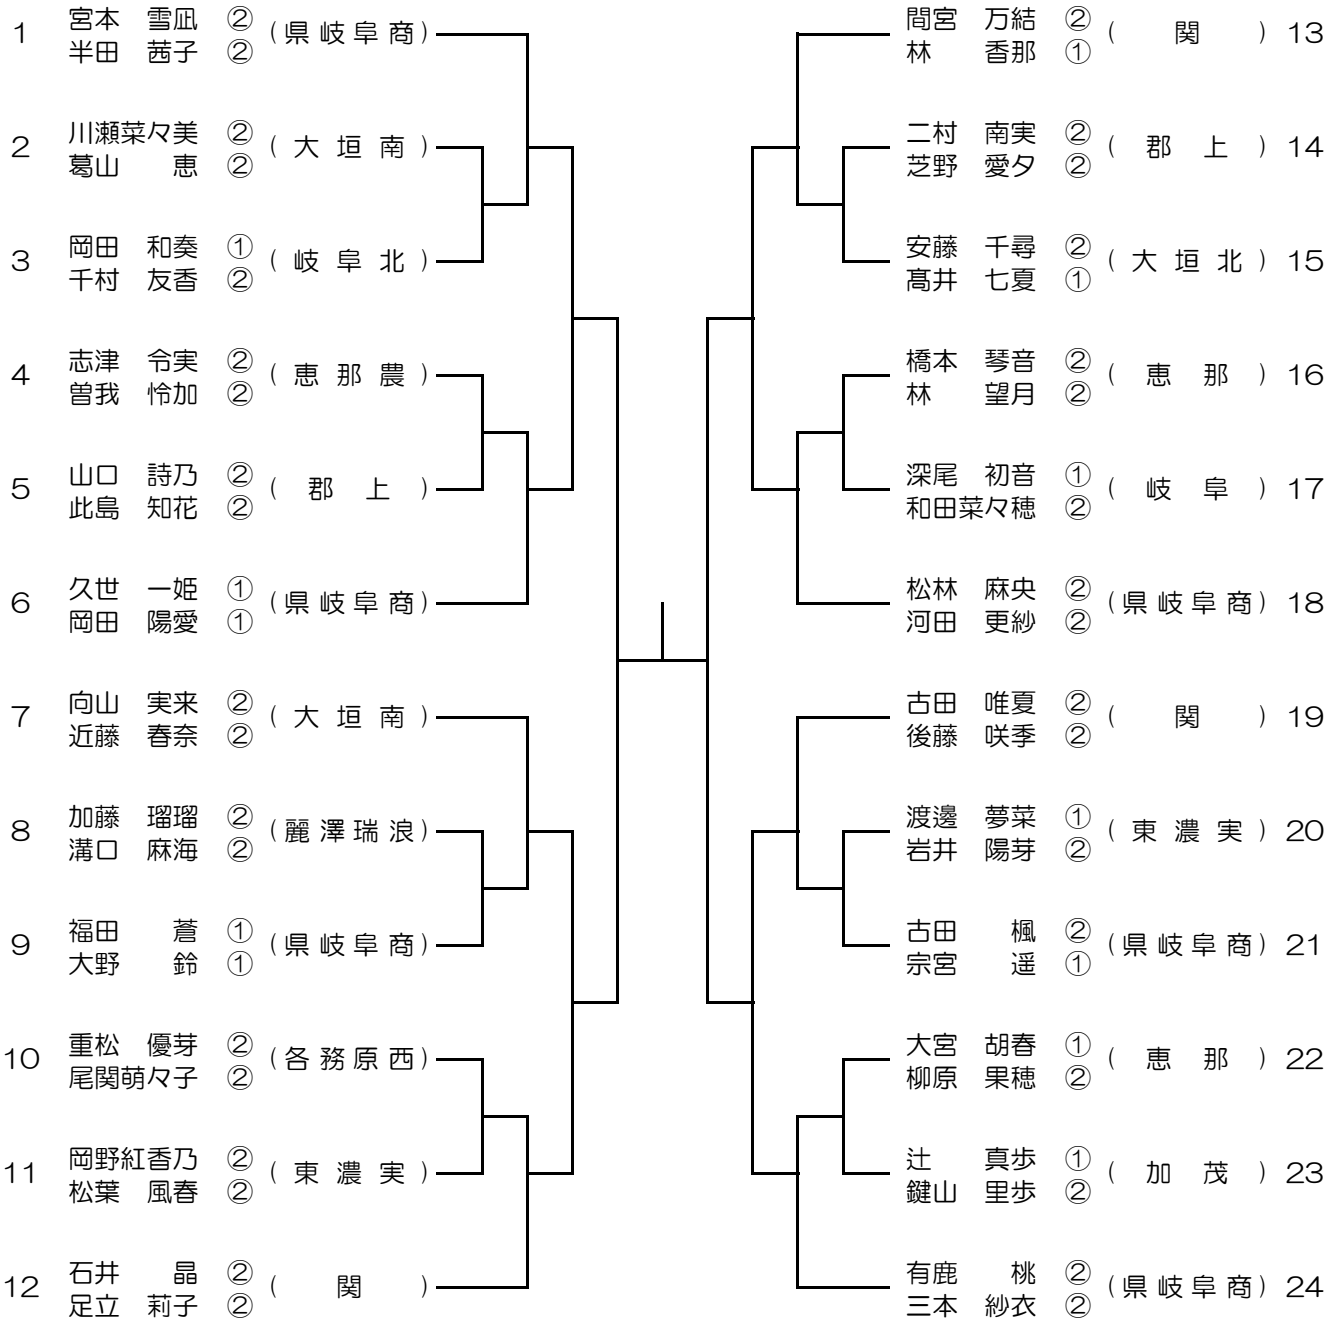 1 宮本 雪凪 ② (県岐阜商)
半田 茜子 ②
2 川瀬菜々美 ② (大垣南)
葛山 恵 ②
3 岡田 和奏 ① (岐阜北)
千村 友香 ②
4 志津 令実 ② (恵那農)
曽我 怜加 ②
5 山口 詩乃 ② (郡上)
此島 知花 ②
6 久世 一姫 ① (県岐阜商)
岡田 陽愛 ①
7 向山 実来 ② (大垣南)
近藤 春奈 ②
8 加藤 瑠瑠 ② (麗澤瑞浪)
溝口 麻海 ②
9 福田 蒼 ① (県岐阜商)
大野 鈴 ①
10 重松 優芽 ② (各務原西)
尾関萌々子 ②
11 岡野紅香乃 ② (東濃実)
松葉 風春 ②
12 石井 晶 ② (関)
足立 莉子 ②
間宮 万結 ② (関) 13
林 香那 ①
二村 南実 ② (郡上) 14
芝野 愛夕 ②
安藤 千尋 ② (大垣北) 15
髙井 七夏 ①
橋本 琴音 ② (恵那) 16
林 望月 ②
深尾 初音 ① (岐阜) 17
和田菜々穂 ②
松林 麻央 ② (県岐阜商) 18
河田 更紗 ②
古田 唯夏 ② (関) 19
後藤 咲季 ②
渡邊 夢菜 ① (東濃実) 20
岩井 陽芽 ②
古田 楓 ② (県岐阜商) 21
宗宮 遥 ①
大宮 胡春 ① (恵那) 22
柳原 果穂 ②
辻 真歩 ① (加茂) 23
鍵山 里歩 ②
有鹿 桃 ② (県岐阜商) 24
三本 紗衣 ②